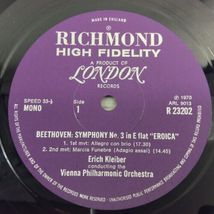 MADE IN ENGLAND
RICHMOND
HIGH FIDELITY
A PRODUCT OF
LONDON
RECORDS
SPEED 33⅓
MONO
Side
1
℗ 1970
ARL 9013
R 23202
BEETHOVEN: SYMPHONY No. 3 in E flat "EROICA"
1. 1st mvt: Allegro con brio (17.30)
2. 2nd mvt: Marcia Funebre (Adagio assai) (14.45)
Erich Kleiber
conducting the
Vienna Philharmonic Orchestra